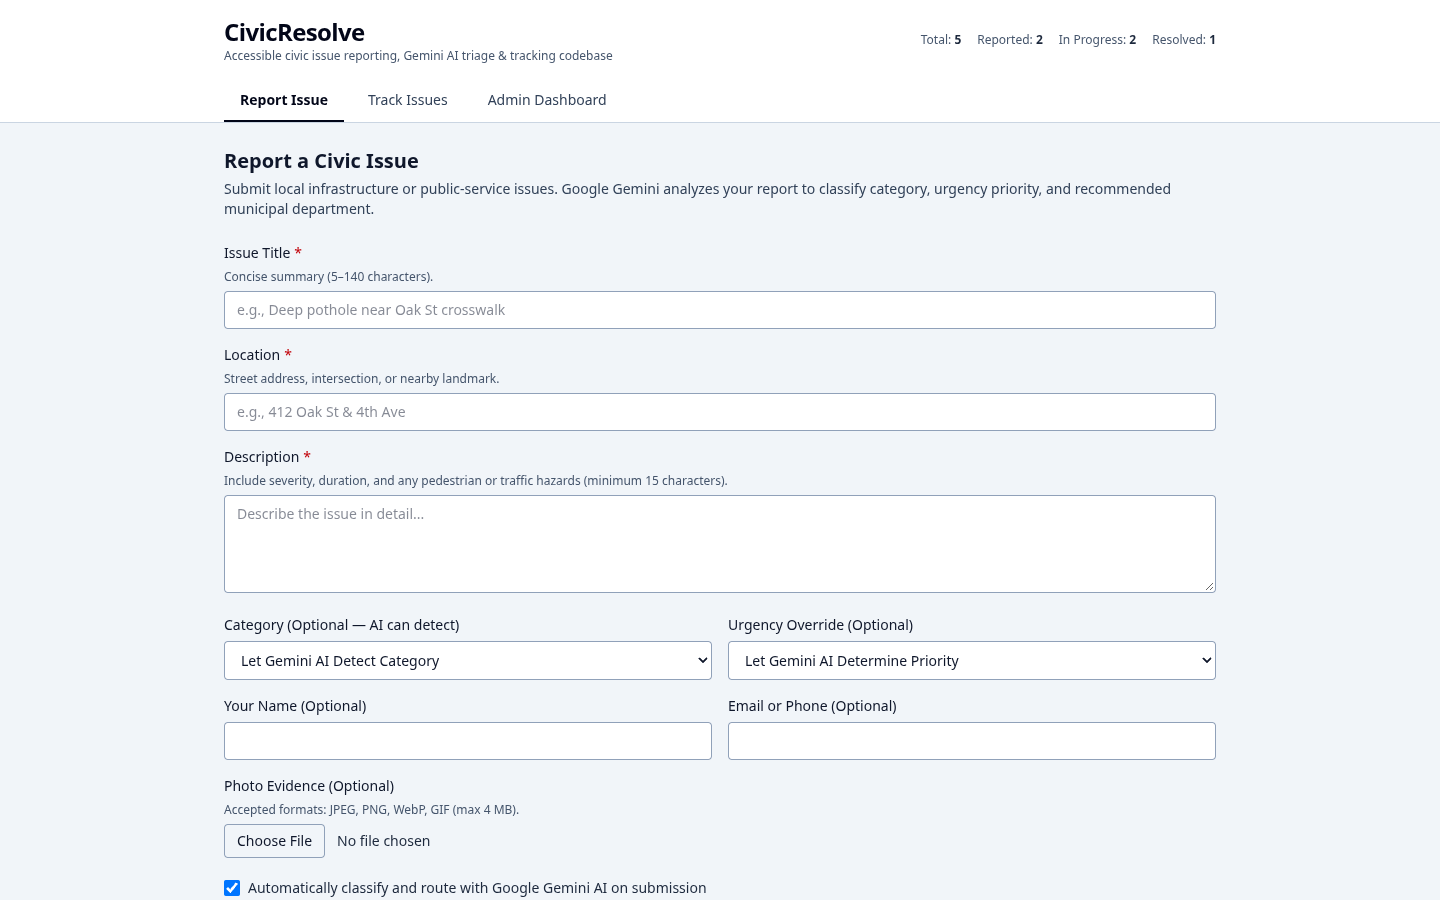 CivicResolve
Accessible civic issue reporting, Gemini AI triage & tracking codebase
Total: 5 Reported: 2 In Progress: 2 Resolved: 1
Report Issue Track Issues Admin Dashboard
Report a Civic Issue
Submit local infrastructure or public-service issues. Google Gemini analyzes your report to classify category, urgency priority, and recommended
municipal department.
Issue Title *
Concise summary (5–140 characters).
e.g., Deep pothole near Oak St crosswalk
Location *
Street address, intersection, or nearby landmark.
e.g., 412 Oak St & 4th Ave
Description *
Include severity, duration, and any pedestrian or traffic hazards (minimum 15 characters).
Describe the issue in detail...
Category (Optional — AI can detect) Urgency Override (Optional)
Let Gemini AI Detect Category Let Gemini AI Determine Priority
Your Name (Optional) Email or Phone (Optional)
Photo Evidence (Optional)
Accepted formats: JPEG, PNG, WebP, GIF (max 4 MB).
Choose File No file chosen
Automatically classify and route with Google Gemini AI on submission